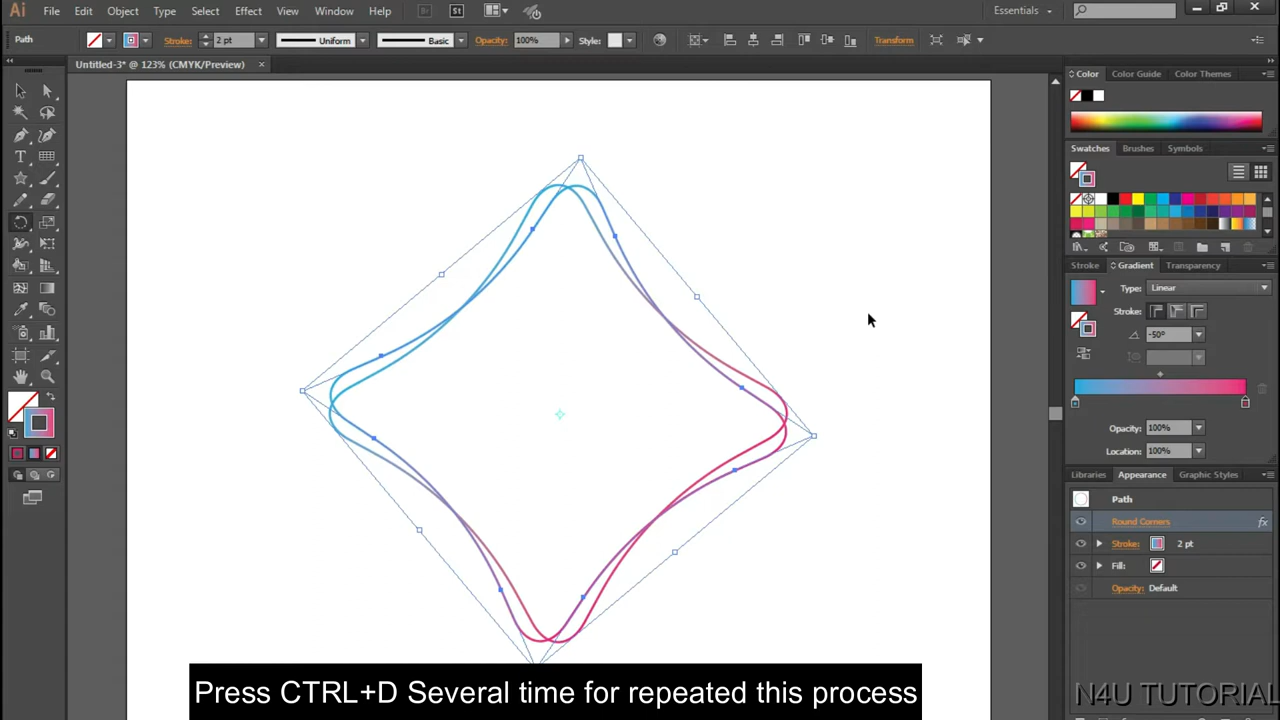 Ai File Edit Object Type Select Effect View Window Help Br St Essentials
Path Stroke: 2 pt Uniform Basic Opacity: 100% Style: Transform
Untitled-3* @ 123% (CMYK/Preview)
Color Color Guide Color Themes
Swatches Brushes Symbols
Stroke Gradient Transparency
Type: Linear
Stroke:
-50°
Opacity: 100%
Location: 100%
Libraries Appearance Graphic Styles
Path
Round Corners fx
Stroke: 2 pt
Fill:
Opacity: Default
Press CTRL+D Several time for repeated this process
N4U TUTORIAL